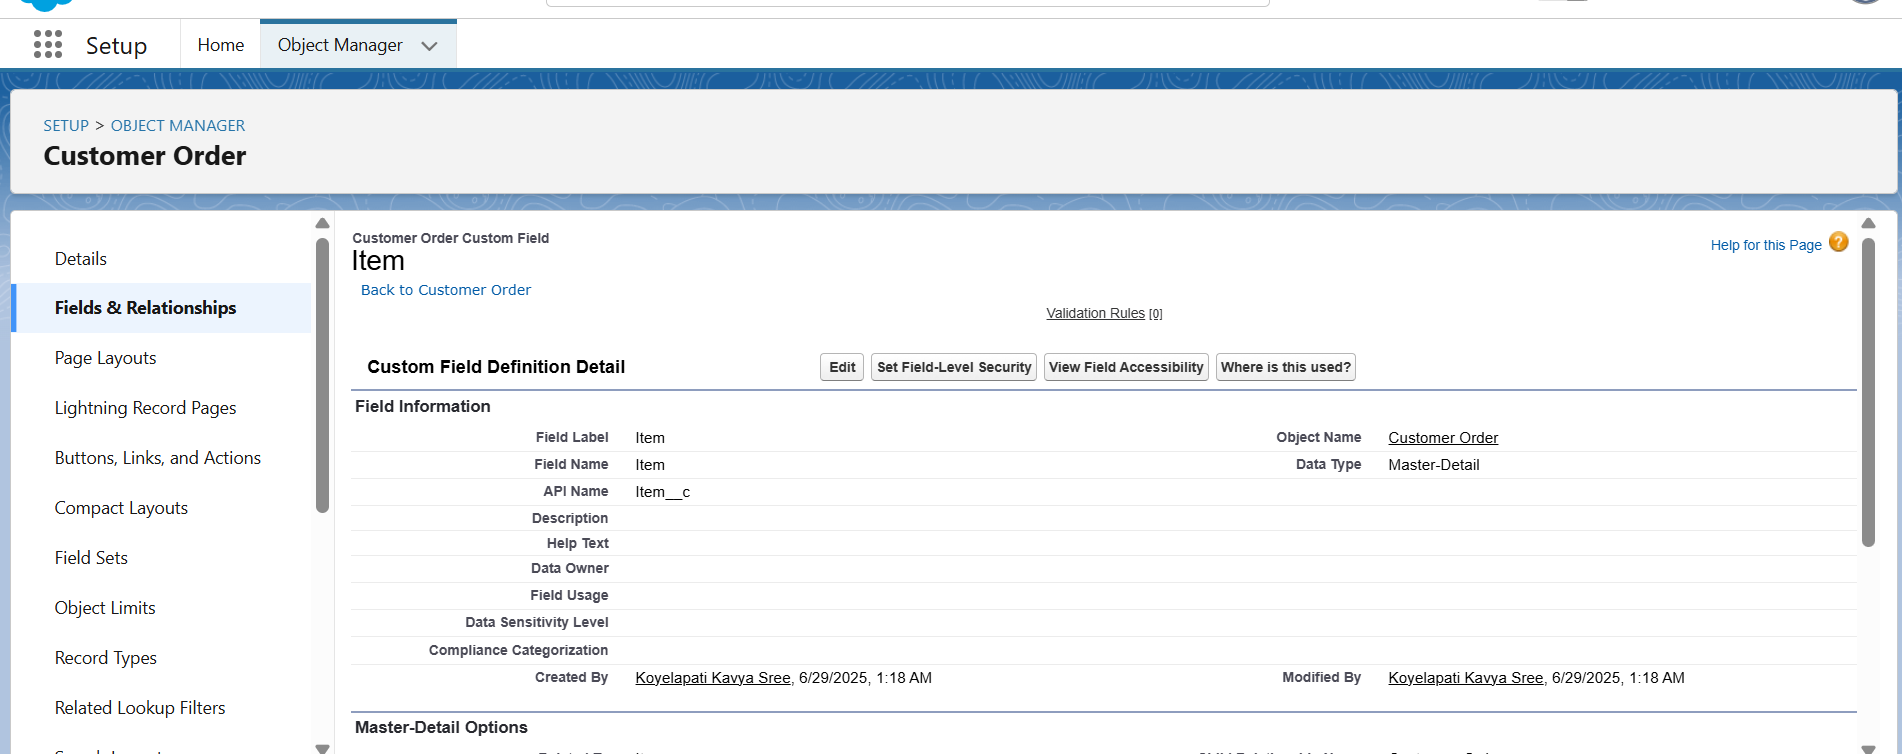 Setup
Home
Object Manager
SETUP > OBJECT MANAGER
Customer Order
Details
Fields & Relationships
Page Layouts
Lightning Record Pages
Buttons, Links, and Actions
Compact Layouts
Field Sets
Object Limits
Record Types
Related Lookup Filters
Customer Order Custom Field
Item
Back to Customer Order
Help for this Page ?
Validation Rules [0]
Custom Field Definition Detail
Edit
Set Field-Level Security
View Field Accessibility
Where is this used?
Field Information
Field Label Item Object Name Customer Order
Field Name Item Data Type Master-Detail
API Name Item__c
Description
Help Text
Data Owner
Field Usage
Data Sensitivity Level
Compliance Categorization
Created By Koyelapati Kavya Sree, 6/29/2025, 1:18 AM Modified By Koyelapati Kavya Sree, 6/29/2025, 1:18 AM
Master-Detail Options